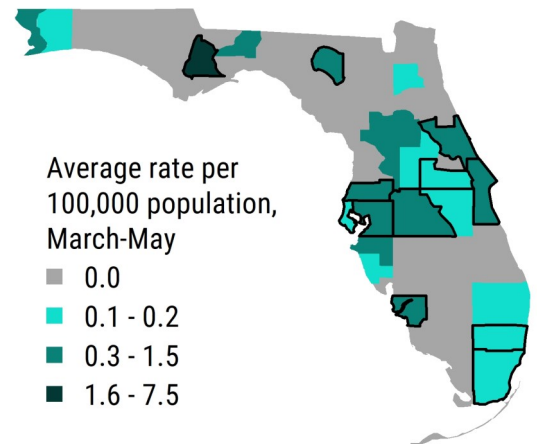 Average rate per
100,000 population,
March-May
0.0
0.1 - 0.2
0.3 - 1.5
1.6 - 7.5